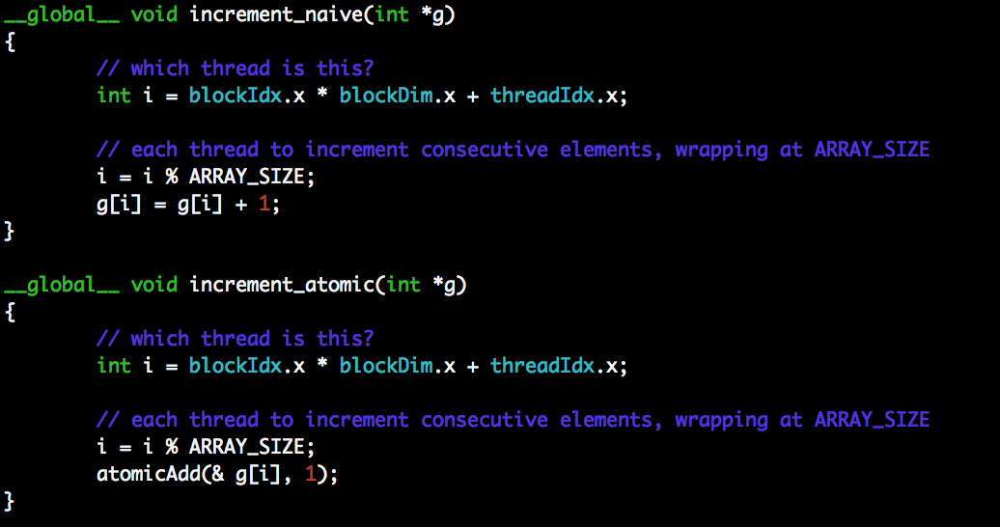 __global__ void increment_naive(int *g)
{
        // which thread is this?
        int i = blockIdx.x * blockDim.x + threadIdx.x;

        // each thread to increment consecutive elements, wrapping at ARRAY_SIZE
        i = i % ARRAY_SIZE;
        g[i] = g[i] + 1;
}

__global__ void increment_atomic(int *g)
{
        // which thread is this?
        int i = blockIdx.x * blockDim.x + threadIdx.x;

        // each thread to increment consecutive elements, wrapping at ARRAY_SIZE
        i = i % ARRAY_SIZE;
        atomicAdd(& g[i], 1);
}